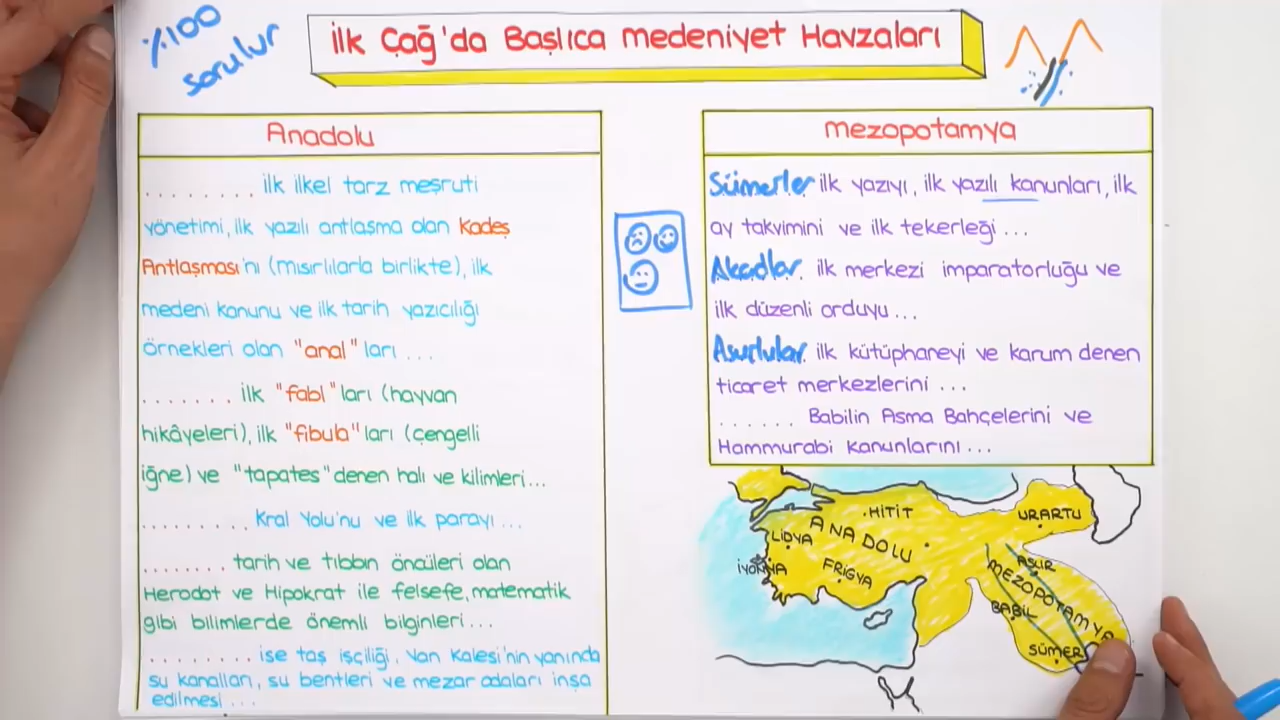 %100
sorulur
İlk Çağ'da Başlıca medeniyet Havzaları
Anadolu
........ ilk ilkel tarz meşruti
yönetimi, ilk yazılı antlaşma olan Kadeş
Antlaşması'nı (mısırlılarla birlikte), ilk
medeni kanunu ve ilk tarih yazıcılığı
örnekleri olan "anal"ları ...
....... ilk "fabl"ları (hayvan
hikâyeleri), ilk "fibula"ları (çengelli
iğne) ve "tapates" denen halı ve kilimleri...
......... Kral Yolu'nu ve ilk parayı ...
........ tarih ve tıbbın öncüleri olan
Herodot ve Hipokrat ile felsefe, matematik
gibi bilimlerde önemli bilginleri...
........ ise taş işçiliği, Van Kalesi'nin yanında
su kanalları, su bentleri ve mezar odaları inşa
edilmesi ...
mezopotamya
Sümerler ilk yazıyı, ilk yazılı kanunları, ilk
ay takvimini ve ilk tekerleği ...
Akadlar ilk merkezi imparatorluğu ve
ilk düzenli orduyu ...
Asurlular ilk kütüphaneyi ve karum denen
ticaret merkezlerini ...
...... Babilin Asma Bahçelerini ve
Hammurabi Kanunlarını ...
HİTİT
URARTU
ANADOLU
LİDYA
İYONYA
FRİGYA
ASUR
MEZOPOTAMYA
BABİL
SÜMER